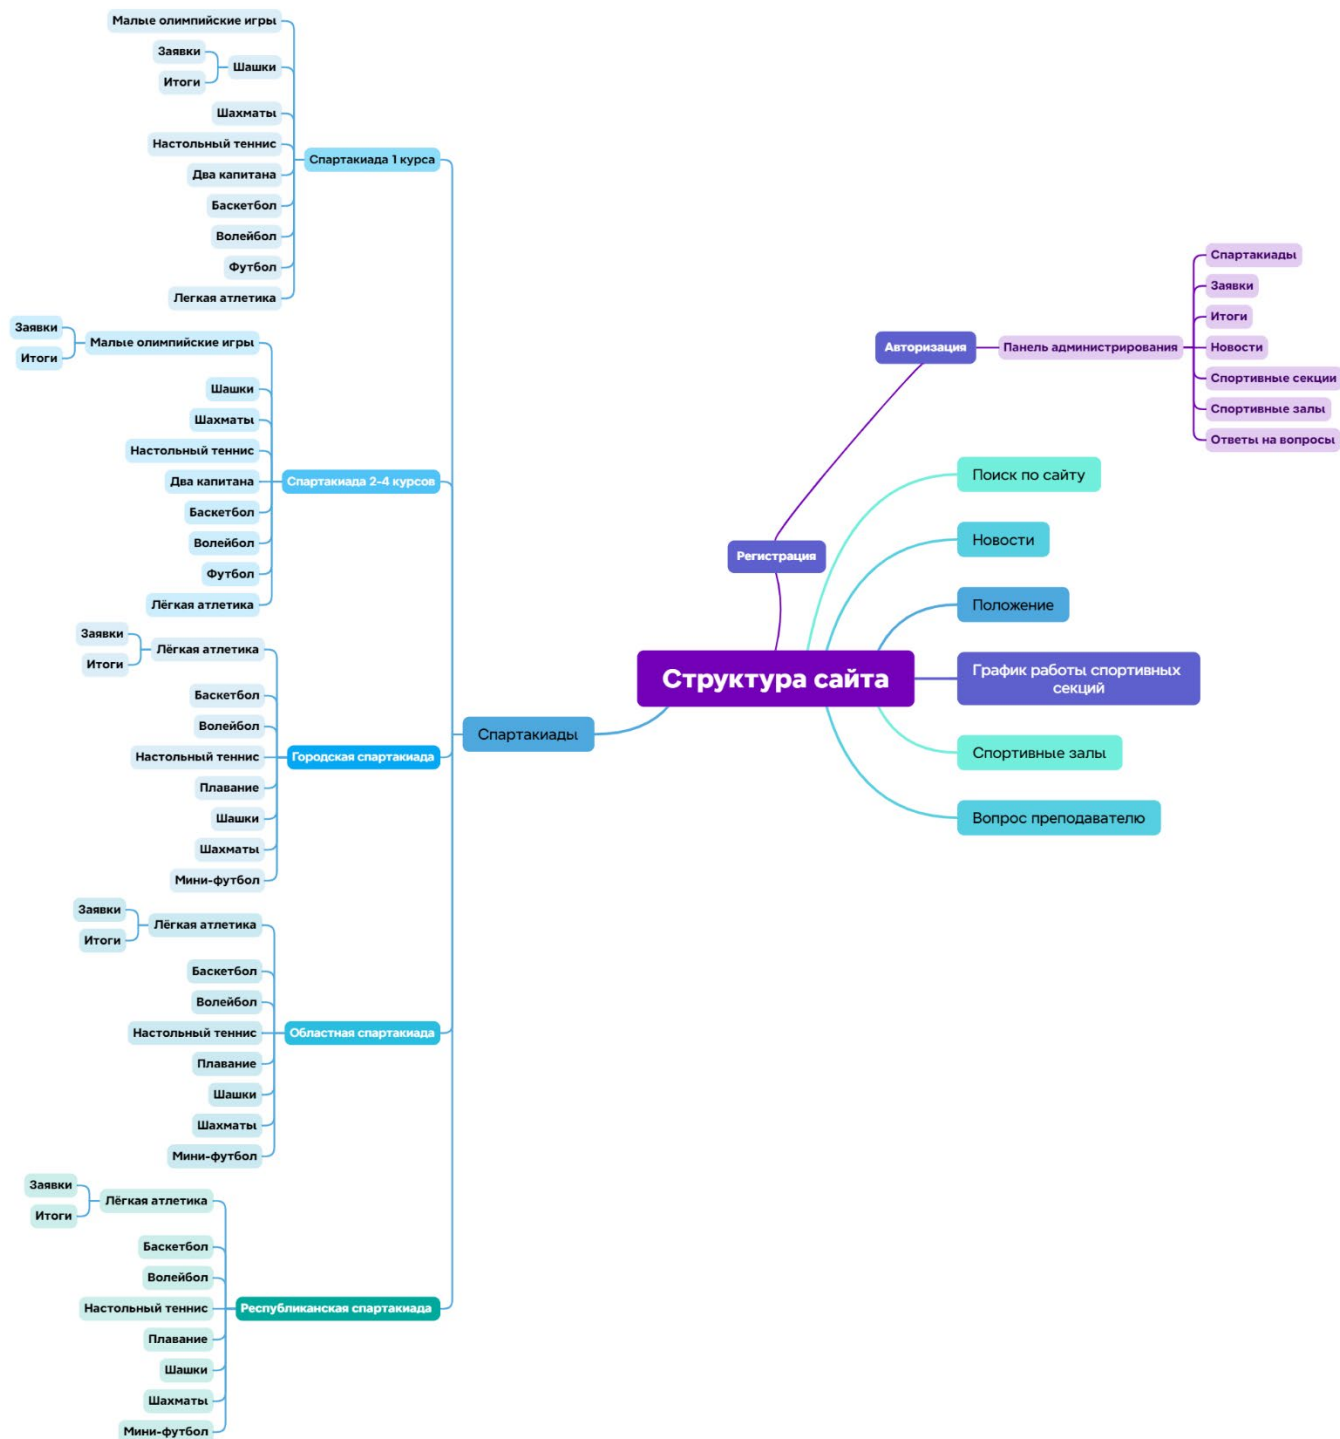 Малые олимпийские игры
Заявки
Итоги
Шашки
Шахматы
Настольный теннис
Два капитана
Баскетбол
Волейбол
Футбол
Легкая атлетика
Спартакиада 1 курса
Заявки
Итоги
Малые олимпийские игры
Шашки
Шахматы
Настольный теннис
Два капитана
Баскетбол
Волейбол
Футбол
Лёгкая атлетика
Спартакиада 2-4 курсов
Заявки
Итоги
Лёгкая атлетика
Баскетбол
Волейбол
Настольный теннис
Плавание
Шашки
Шахматы
Мини-футбол
Городская спартакиада
Заявки
Итоги
Лёгкая атлетика
Баскетбол
Волейбол
Настольный теннис
Плавание
Шашки
Шахматы
Мини-футбол
Областная спартакиада
Заявки
Итоги
Лёгкая атлетика
Баскетбол
Волейбол
Настольный теннис
Плавание
Шашки
Шахматы
Мини-футбол
Республиканская спартакиада
Спартакиады
Структура сайта
Регистрация
Авторизация
Панель администрирования
Спартакиады
Заявки
Итоги
Новости
Спортивные секции
Спортивные залы
Ответы на вопросы
Поиск по сайту
Новости
Положение
График работы спортивных
секций
Спортивные залы
Вопрос преподавателю